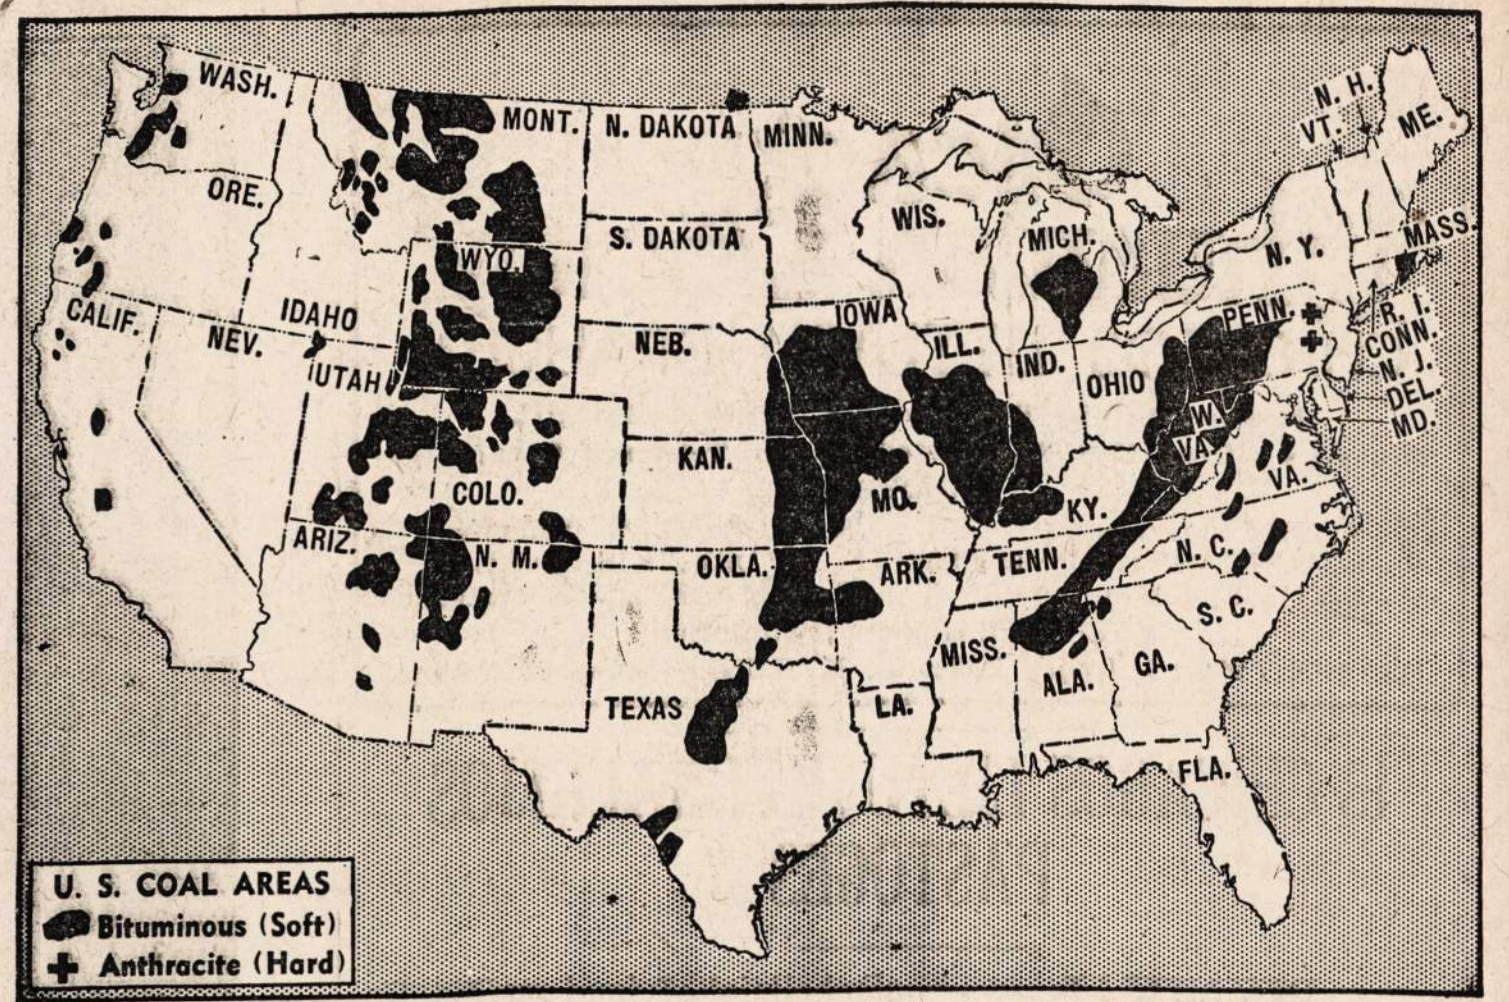 WASH.
MONT.
N. DAKOTA
MINN.
N. H.
VT.
ME.
ORE.
WIS.
MICH.
MASS.
S. DAKOTA
WYO.
N. Y.
IDAHO
CALIF.
NEV.
IOWA
PENN.
R. I.
CONN.
N. J.
DEL.
MD.
NEB.
ILL.
IND.
OHIO
UTAH
W.
VA.
KAN.
COLO.
MO.
KY.
VA.
ARIZ.
N. M.
OKLA.
ARK.
TENN.
N. C.
S. C.
MISS.
ALA.
GA.
TEXAS
LA.
FLA.
U. S. COAL AREAS
Bituminous (Soft)
Anthracite (Hard)